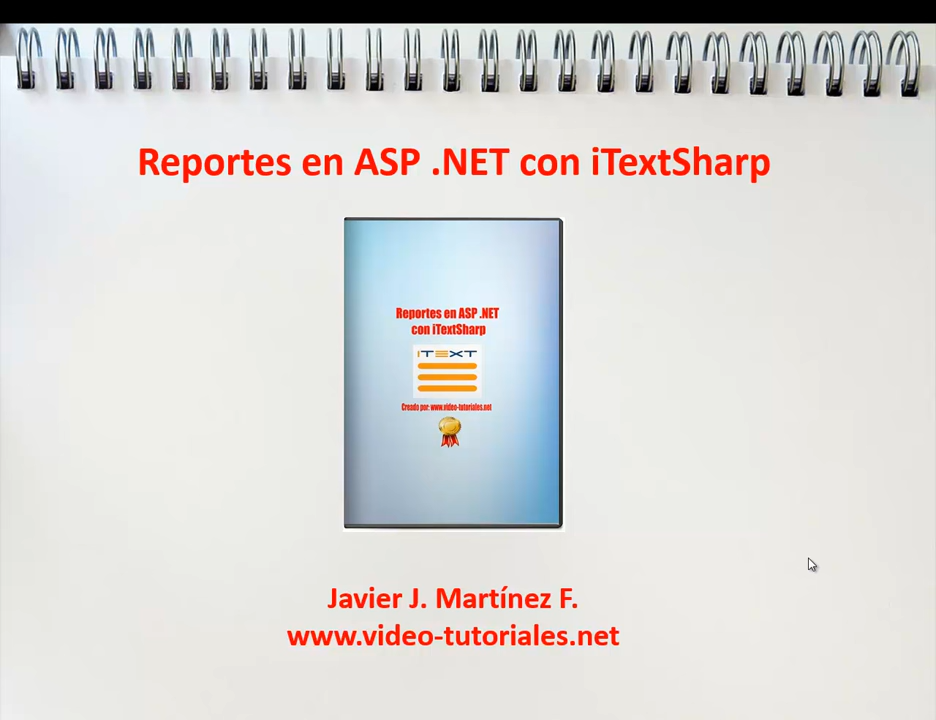 Reportes en ASP .NET con iTextSharp
Reportes en ASP .NET
con iTextSharp
iTEXT
Creado por: www.video-tutoriales.net
Javier J. Martínez F.
www.video-tutoriales.net